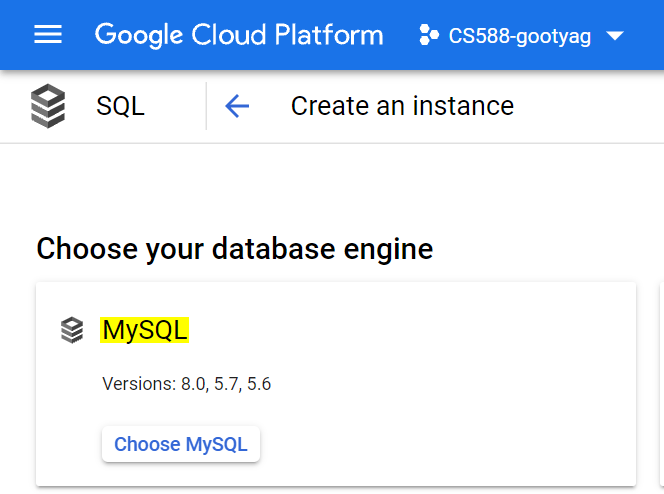 Google Cloud Platform CS588-gootyag
SQL Create an instance
Choose your database engine
MySQL
Versions: 8.0, 5.7, 5.6
Choose MySQL